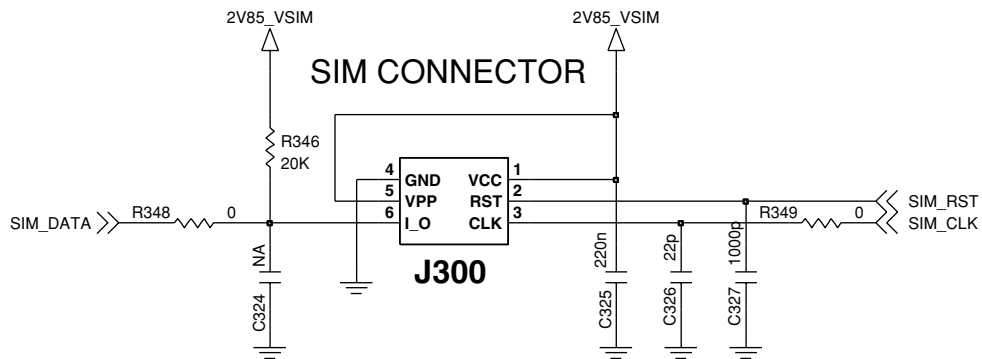 2V85_VSIM
2V85_VSIM
SIM CONNECTOR
R346
20K
4
GND
VCC
1
5
VPP
RST
2
6
I_O
CLK
3
SIM_DATA
R348
0
R349
0
SIM_RST
SIM_CLK
J300
NA
C324
220n
C325
22p
C326
1000p
C327